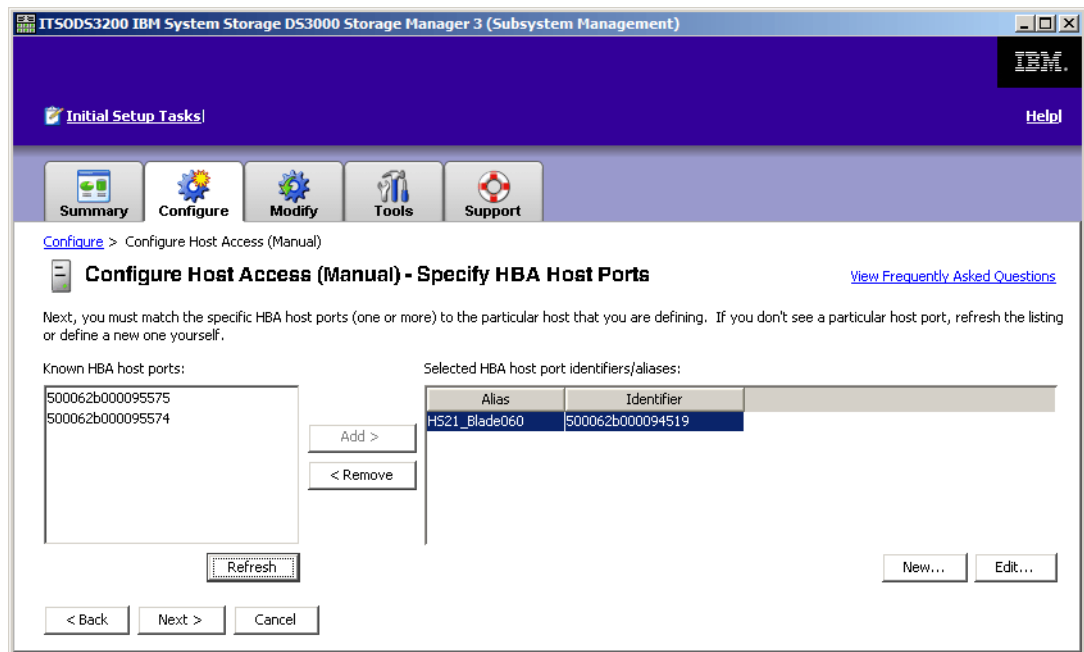 ITSODS3200 IBM System Storage DS3000 Storage Manager 3 (Subsystem Management)
IBM.
Initial Setup Tasks
Help
Summary
Configure
Modify
Tools
Support
Configure > Configure Host Access (Manual)
Configure Host Access (Manual) - Specify HBA Host Ports
View Frequently Asked Questions
Next, you must match the specific HBA host ports (one or more) to the particular host that you are defining. If you don't see a particular host port, refresh the listing
or define a new one yourself.
Known HBA host ports:
500062b000095575
500062b000095574
Add >
< Remove
Refresh
Selected HBA host port identifiers/aliases:
Alias Identifier
HS21_Blade060 500062b000094519
New... Edit...
< Back Next > Cancel